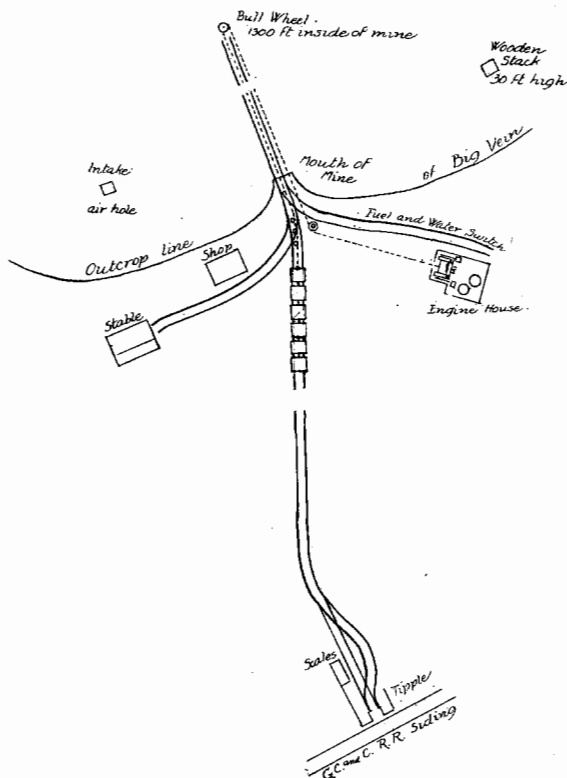 Bull Wheel.
1300 Ft inside of mine
Wooden
Stack
30 Ft high
Intake
air hole
Mouth of
Mine
of Big Vein
Outcrop line
Shop
Fuel and Water Switch
Stable
Engine House
Scales
Tipple
G.C. and C. R.R. Siding